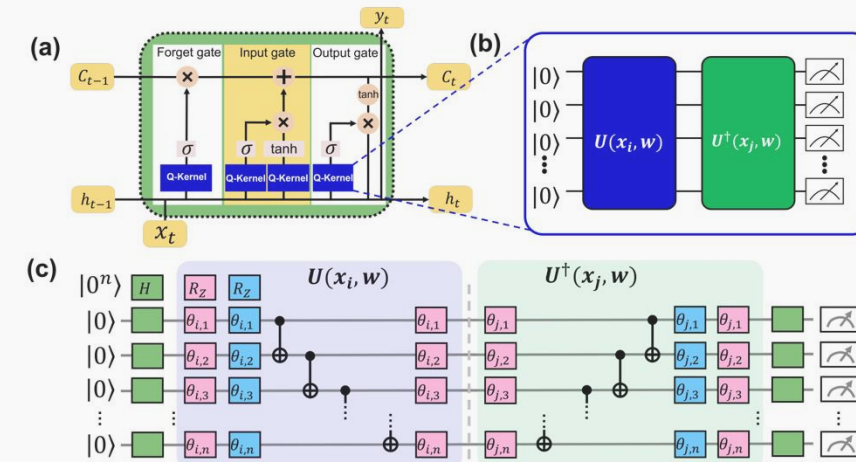 (a)
y_t
Forget gate Input gate Output gate
C_{t-1} × + C_t
tanh
× ×
σ σ tanh σ
Q-Kernel Q-Kernel Q-Kernel Q-Kernel
h_{t-1} h_t
x_t
(b)
|0⟩
|0⟩
|0⟩
|0⟩
U(x_i, w) U†(x_j, w)
(c)
U(x_i, w) U†(x_j, w)
|0ⁿ⟩ H R_Z R_Z
|0⟩ θ_{i,1} θ_{i,1} θ_{i,1} θ_{j,1} θ_{j,1} θ_{j,1}
|0⟩ θ_{i,2} θ_{i,2} θ_{i,2} θ_{j,2} θ_{j,2} θ_{j,2}
|0⟩ θ_{i,3} θ_{i,3} θ_{i,3} θ_{j,3} θ_{j,3} θ_{j,3}
|0⟩ θ_{i,n} θ_{i,n} θ_{i,n} θ_{j,n} θ_{j,n} θ_{j,n}